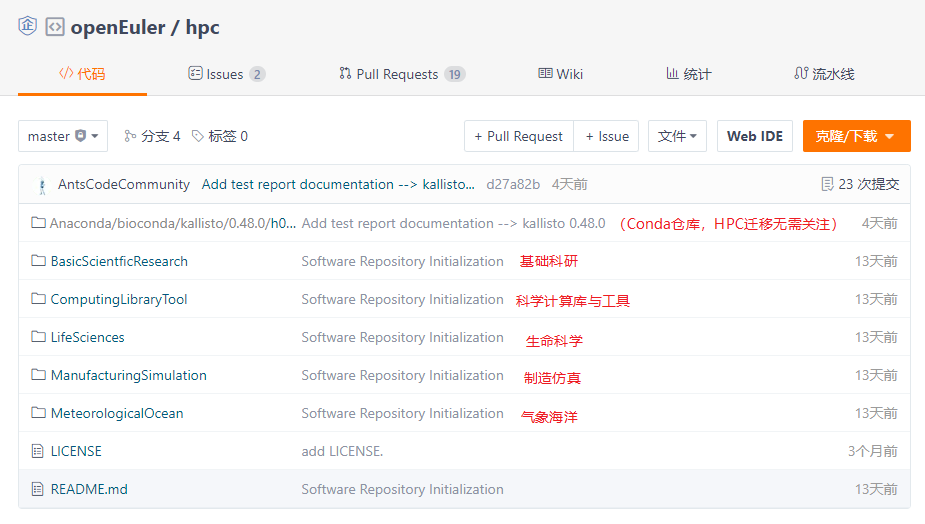 企 openEuler / hpc
代码 Issues 2 Pull Requests 19 Wiki 统计 流水线
master 分支 4 标签 0 + Pull Request + Issue 文件 Web IDE 克隆/下载
AntsCodeCommunity Add test report documentation --> kallisto... d27a82b 4天前 23 次提交
Anaconda/bioconda/kallisto/0.48.0/h0... Add test report documentation --> kallisto 0.48.0 （Conda仓库，HPC迁移无需关注） 4天前
BasicScientficResearch Software Repository Initialization 基础科研 13天前
ComputingLibraryTool Software Repository Initialization 科学计算库与工具 13天前
LifeSciences Software Repository Initialization 生命科学 13天前
ManufacturingSimulation Software Repository Initialization 制造仿真 13天前
MeteorologicalOcean Software Repository Initialization 气象海洋 13天前
LICENSE add LICENSE. 3个月前
README.md Software Repository Initialization 13天前